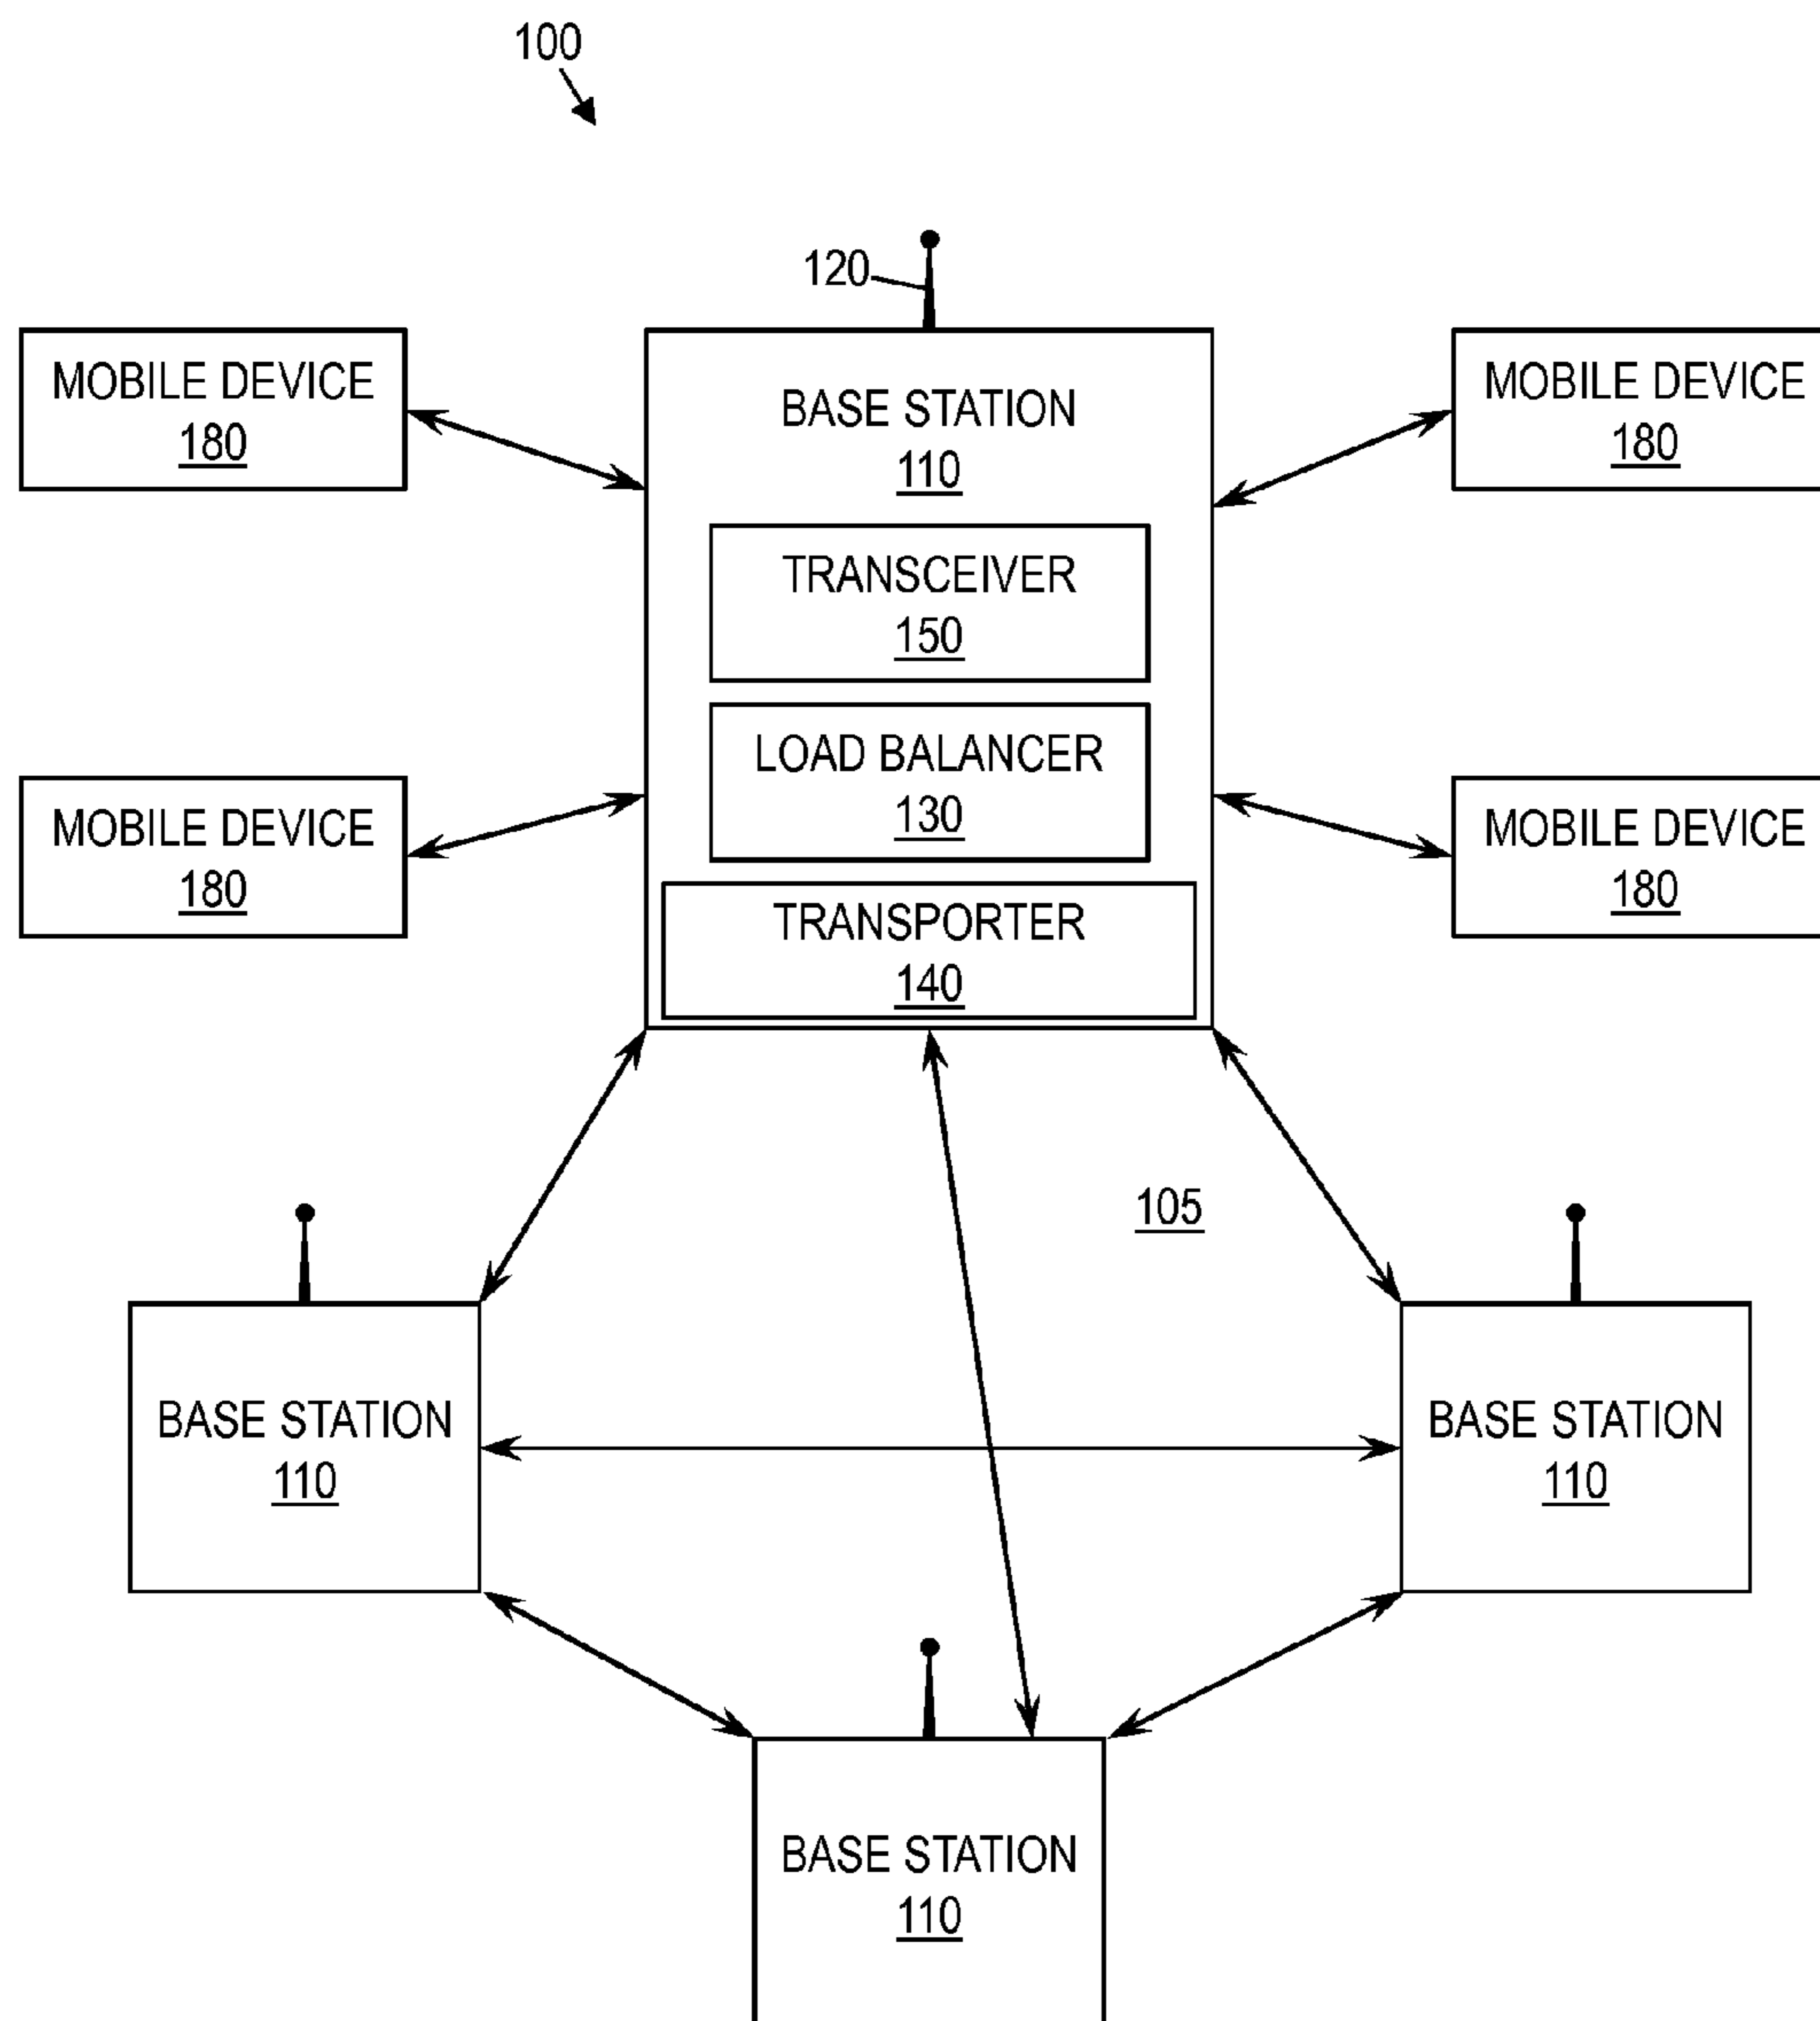 100
120
MOBILE DEVICE
180
BASE STATION
110
MOBILE DEVICE
180
TRANSCEIVER
150
LOAD BALANCER
130
MOBILE DEVICE
180
MOBILE DEVICE
180
TRANSPORTER
140
105
BASE STATION
110
BASE STATION
110
BASE STATION
110